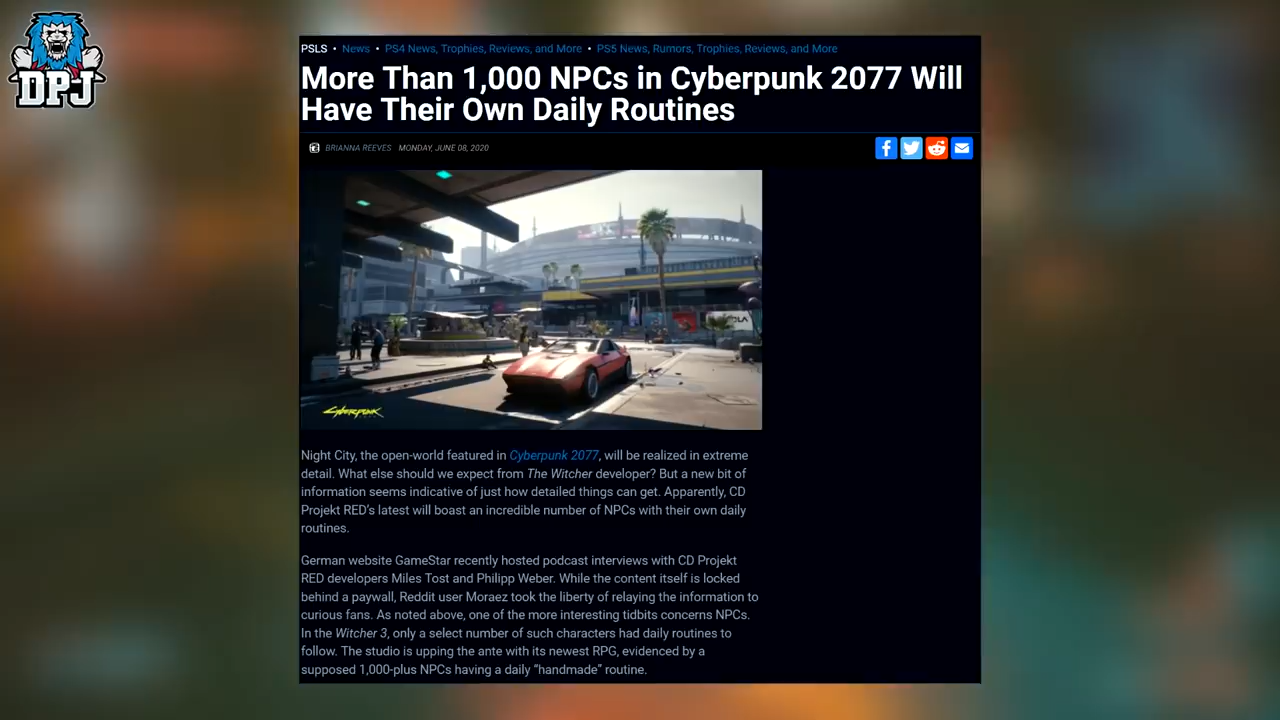 DPJ
PSLS • News • PS4 News, Trophies, Reviews, and More • PS5 News, Rumors, Trophies, Reviews, and More
More Than 1,000 NPCs in Cyberpunk 2077 Will
Have Their Own Daily Routines
BRIANNA REEVES MONDAY, JUNE 08, 2020
CYBERPUNK
Night City, the open-world featured in Cyberpunk 2077, will be realized in extreme
detail. What else should we expect from The Witcher developer? But a new bit of
information seems indicative of just how detailed things can get. Apparently, CD
Projekt RED's latest will boast an incredible number of NPCs with their own daily
routines.
German website GameStar recently hosted podcast interviews with CD Projekt
RED developers Miles Tost and Philipp Weber. While the content itself is locked
behind a paywall, Reddit user Moraez took the liberty of relaying the information to
curious fans. As noted above, one of the more interesting tidbits concerns NPCs.
In the Witcher 3, only a select number of such characters had daily routines to
follow. The studio is upping the ante with its newest RPG, evidenced by a
supposed 1,000-plus NPCs having a daily “handmade” routine.